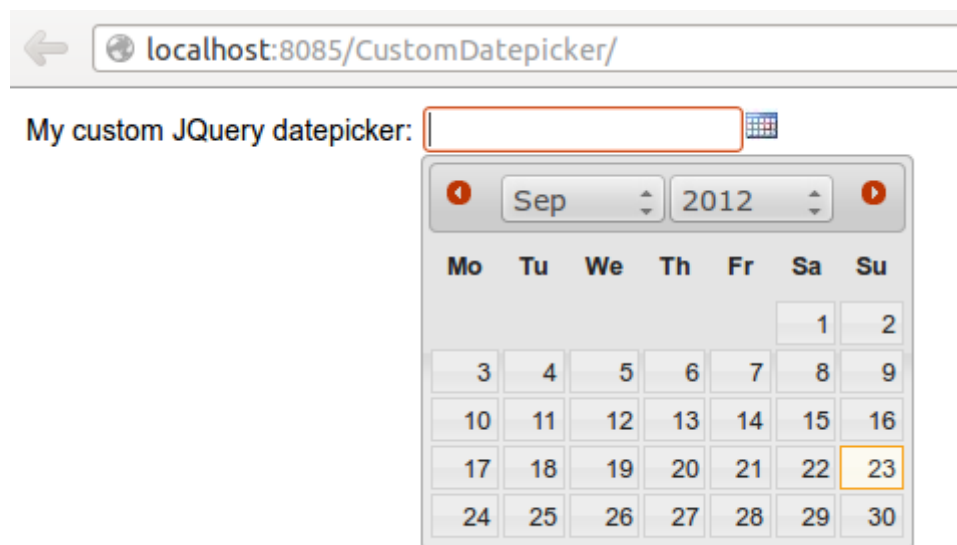 localhost:8085/CustomDatepicker/
My custom JQuery datepicker:
Sep 2012
Mo Tu We Th Fr Sa Su
1 2
3 4 5 6 7 8 9
10 11 12 13 14 15 16
17 18 19 20 21 22 23
24 25 26 27 28 29 30